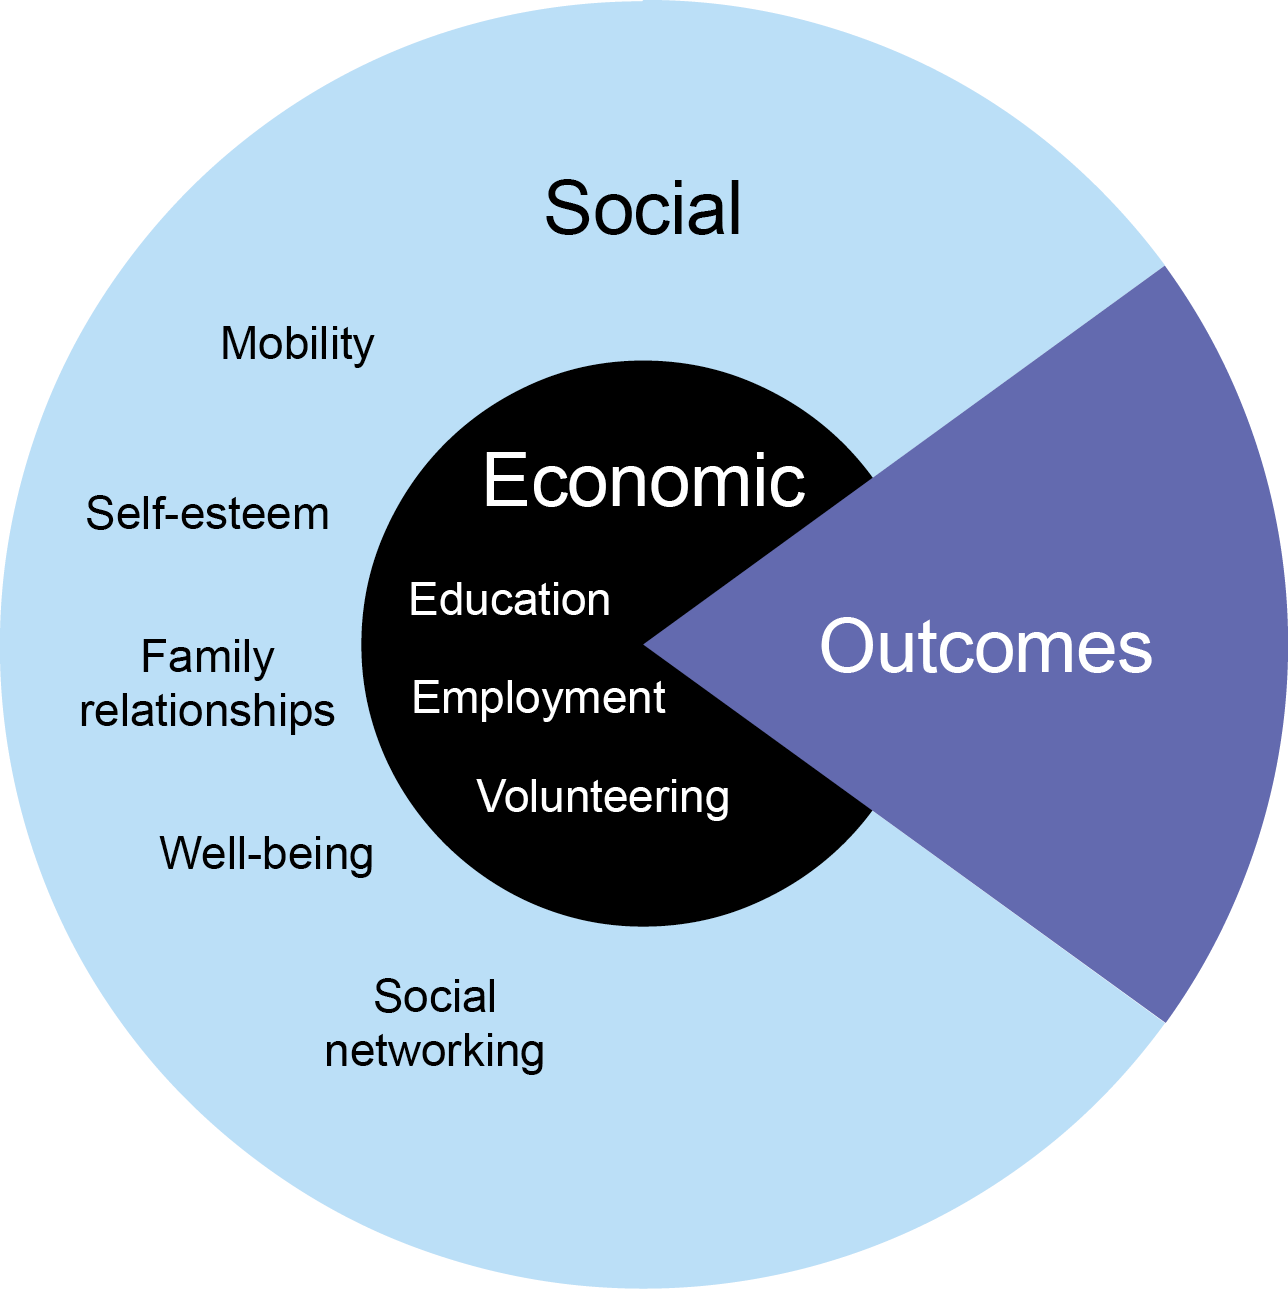 Social
Mobility
Economic
Self-esteem
Education
Outcomes
Family
relationships
Employment
Volunteering
Well-being
Social
networking